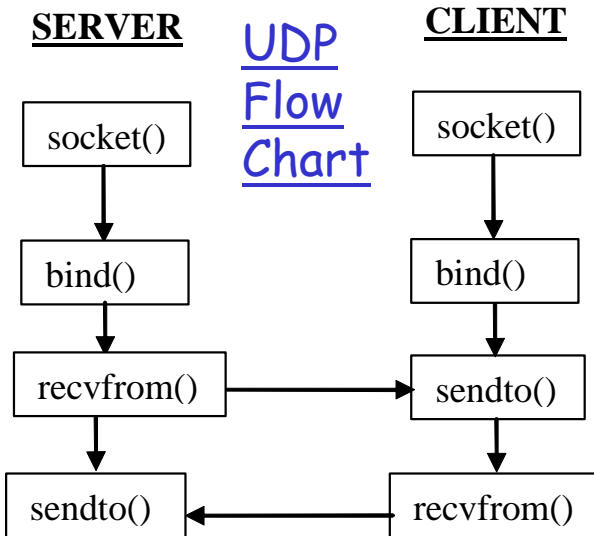 SERVER
UDP
Flow
Chart
CLIENT
socket()
socket()
bind()
bind()
recvfrom()
sendto()
sendto()
recvfrom()